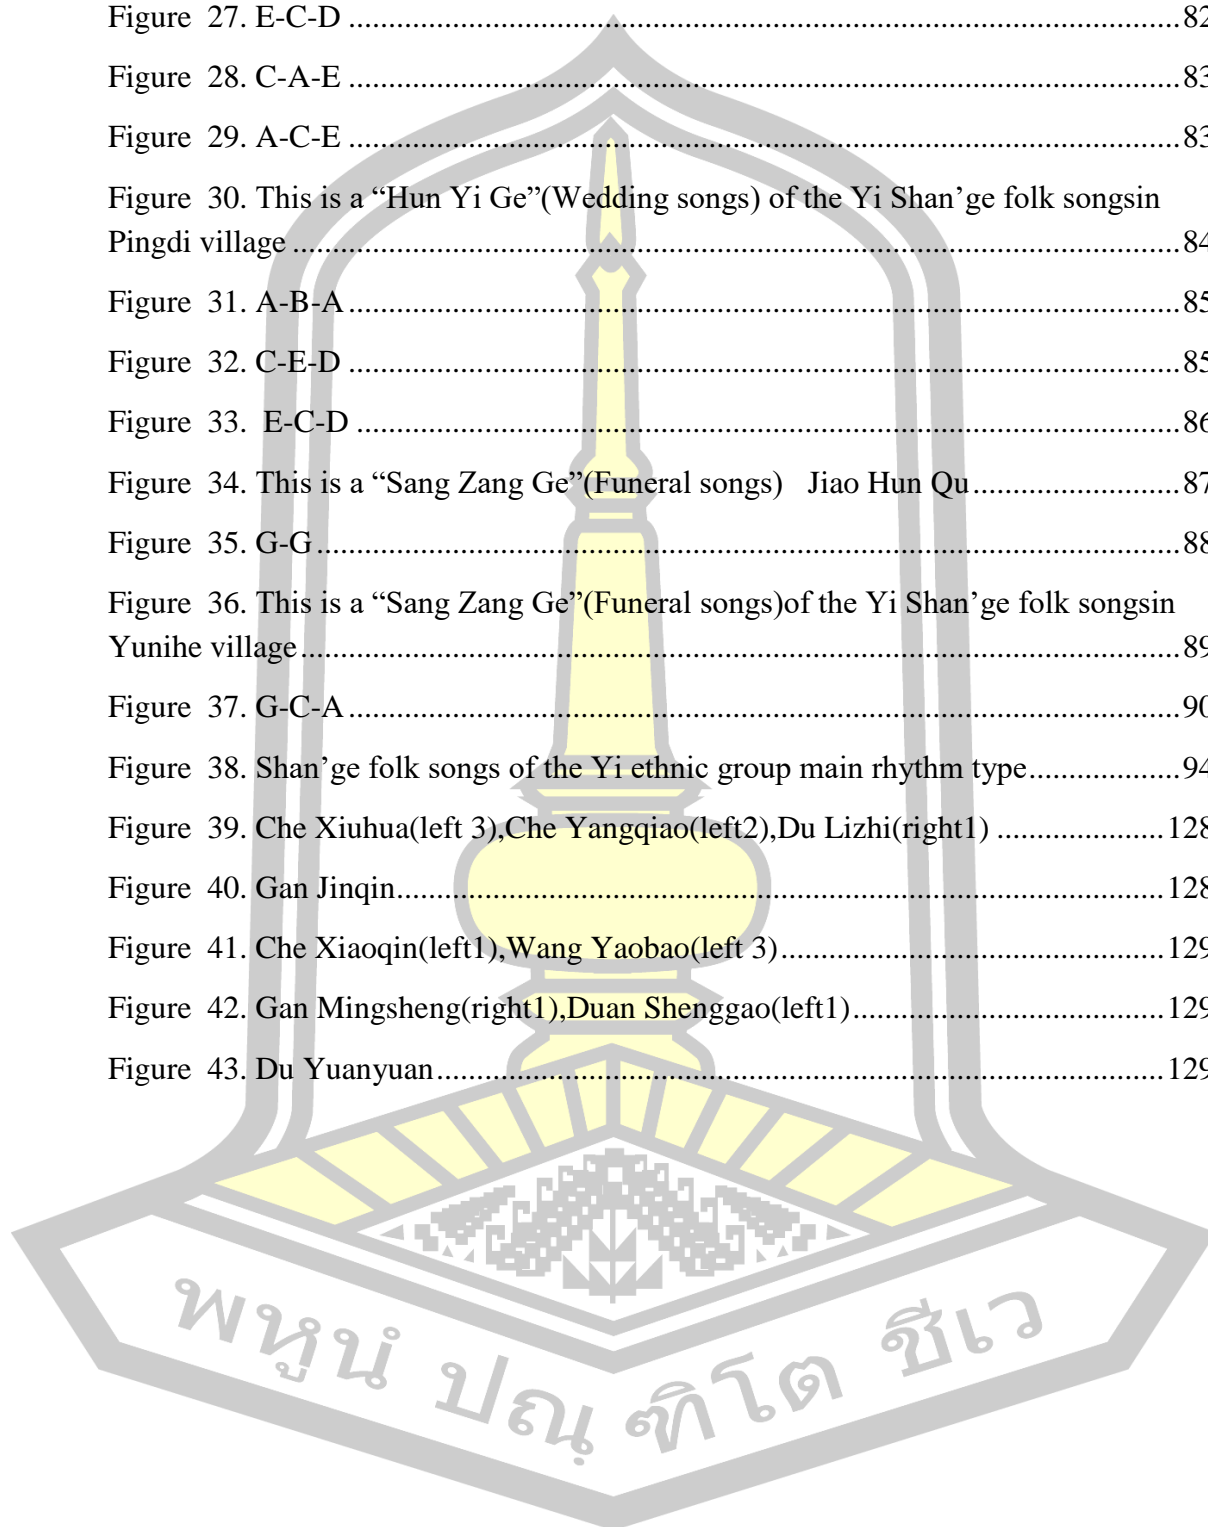 Figure 27. E-C-D ........................................................................................ 82
Figure 28. C-A-E ........................................................................................ 83
Figure 29. A-C-E ........................................................................................ 83
Figure 30. This is a “Hun Yi Ge”(Wedding songs) of the Yi Shan’ge folk songsin
Pingdi village ........................................................................................ 84
Figure 31. A-B-A ........................................................................................ 85
Figure 32. C-E-D ........................................................................................ 85
Figure 33. E-C-D ........................................................................................ 86
Figure 34. This is a “Sang Zang Ge”(Funeral songs) Jiao Hun Qu ........................ 87
Figure 35. G-G ........................................................................................ 88
Figure 36. This is a “Sang Zang Ge”(Funeral songs)of the Yi Shan’ge folk songsin
Yunihe village ........................................................................................ 89
Figure 37. G-C-A ........................................................................................ 90
Figure 38. Shan’ge folk songs of the Yi ethnic group main rhythm type .................. 94
Figure 39. Che Xiuhua(left 3),Che Yangqiao(left2),Du Lizhi(right1) .................. 128
Figure 40. Gan Jinqin ........................................................................................ 128
Figure 41. Che Xiaoqin(left1),Wang Yaobao(left 3) ........................................ 129
Figure 42. Gan Mingsheng(right1),Duan Shenggao(left1) ................................ 129
Figure 43. Du Yuanyuan ........................................................................................ 129
พหูนํ ปณฺฑิโต ชีเว